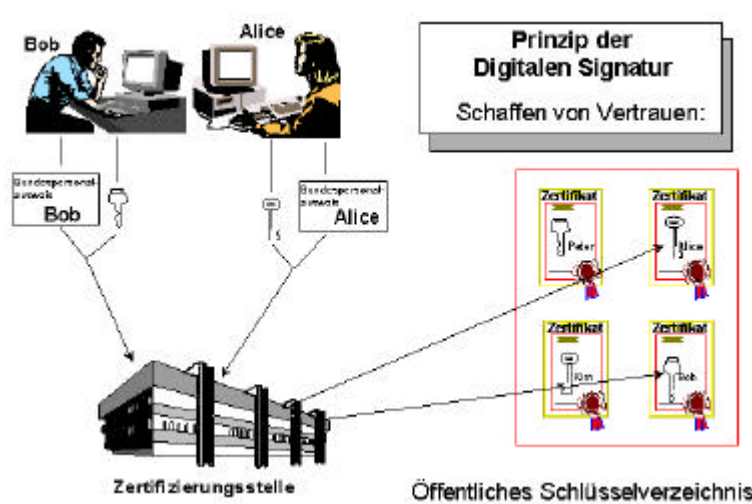 Bob
Alice
Prinzip der
Digitalen Signatur
Schaffen von Vertrauen:
Bundespersonal-
ausweis
Bob
Bundespersonal-
ausweis
Alice
Zertifikat
Peter
Zertifikat
Alice
Zertifikat
Kim
Zertifikat
Bob
Zertifizierungsstelle
Öffentliches Schlüsselverzeichnis